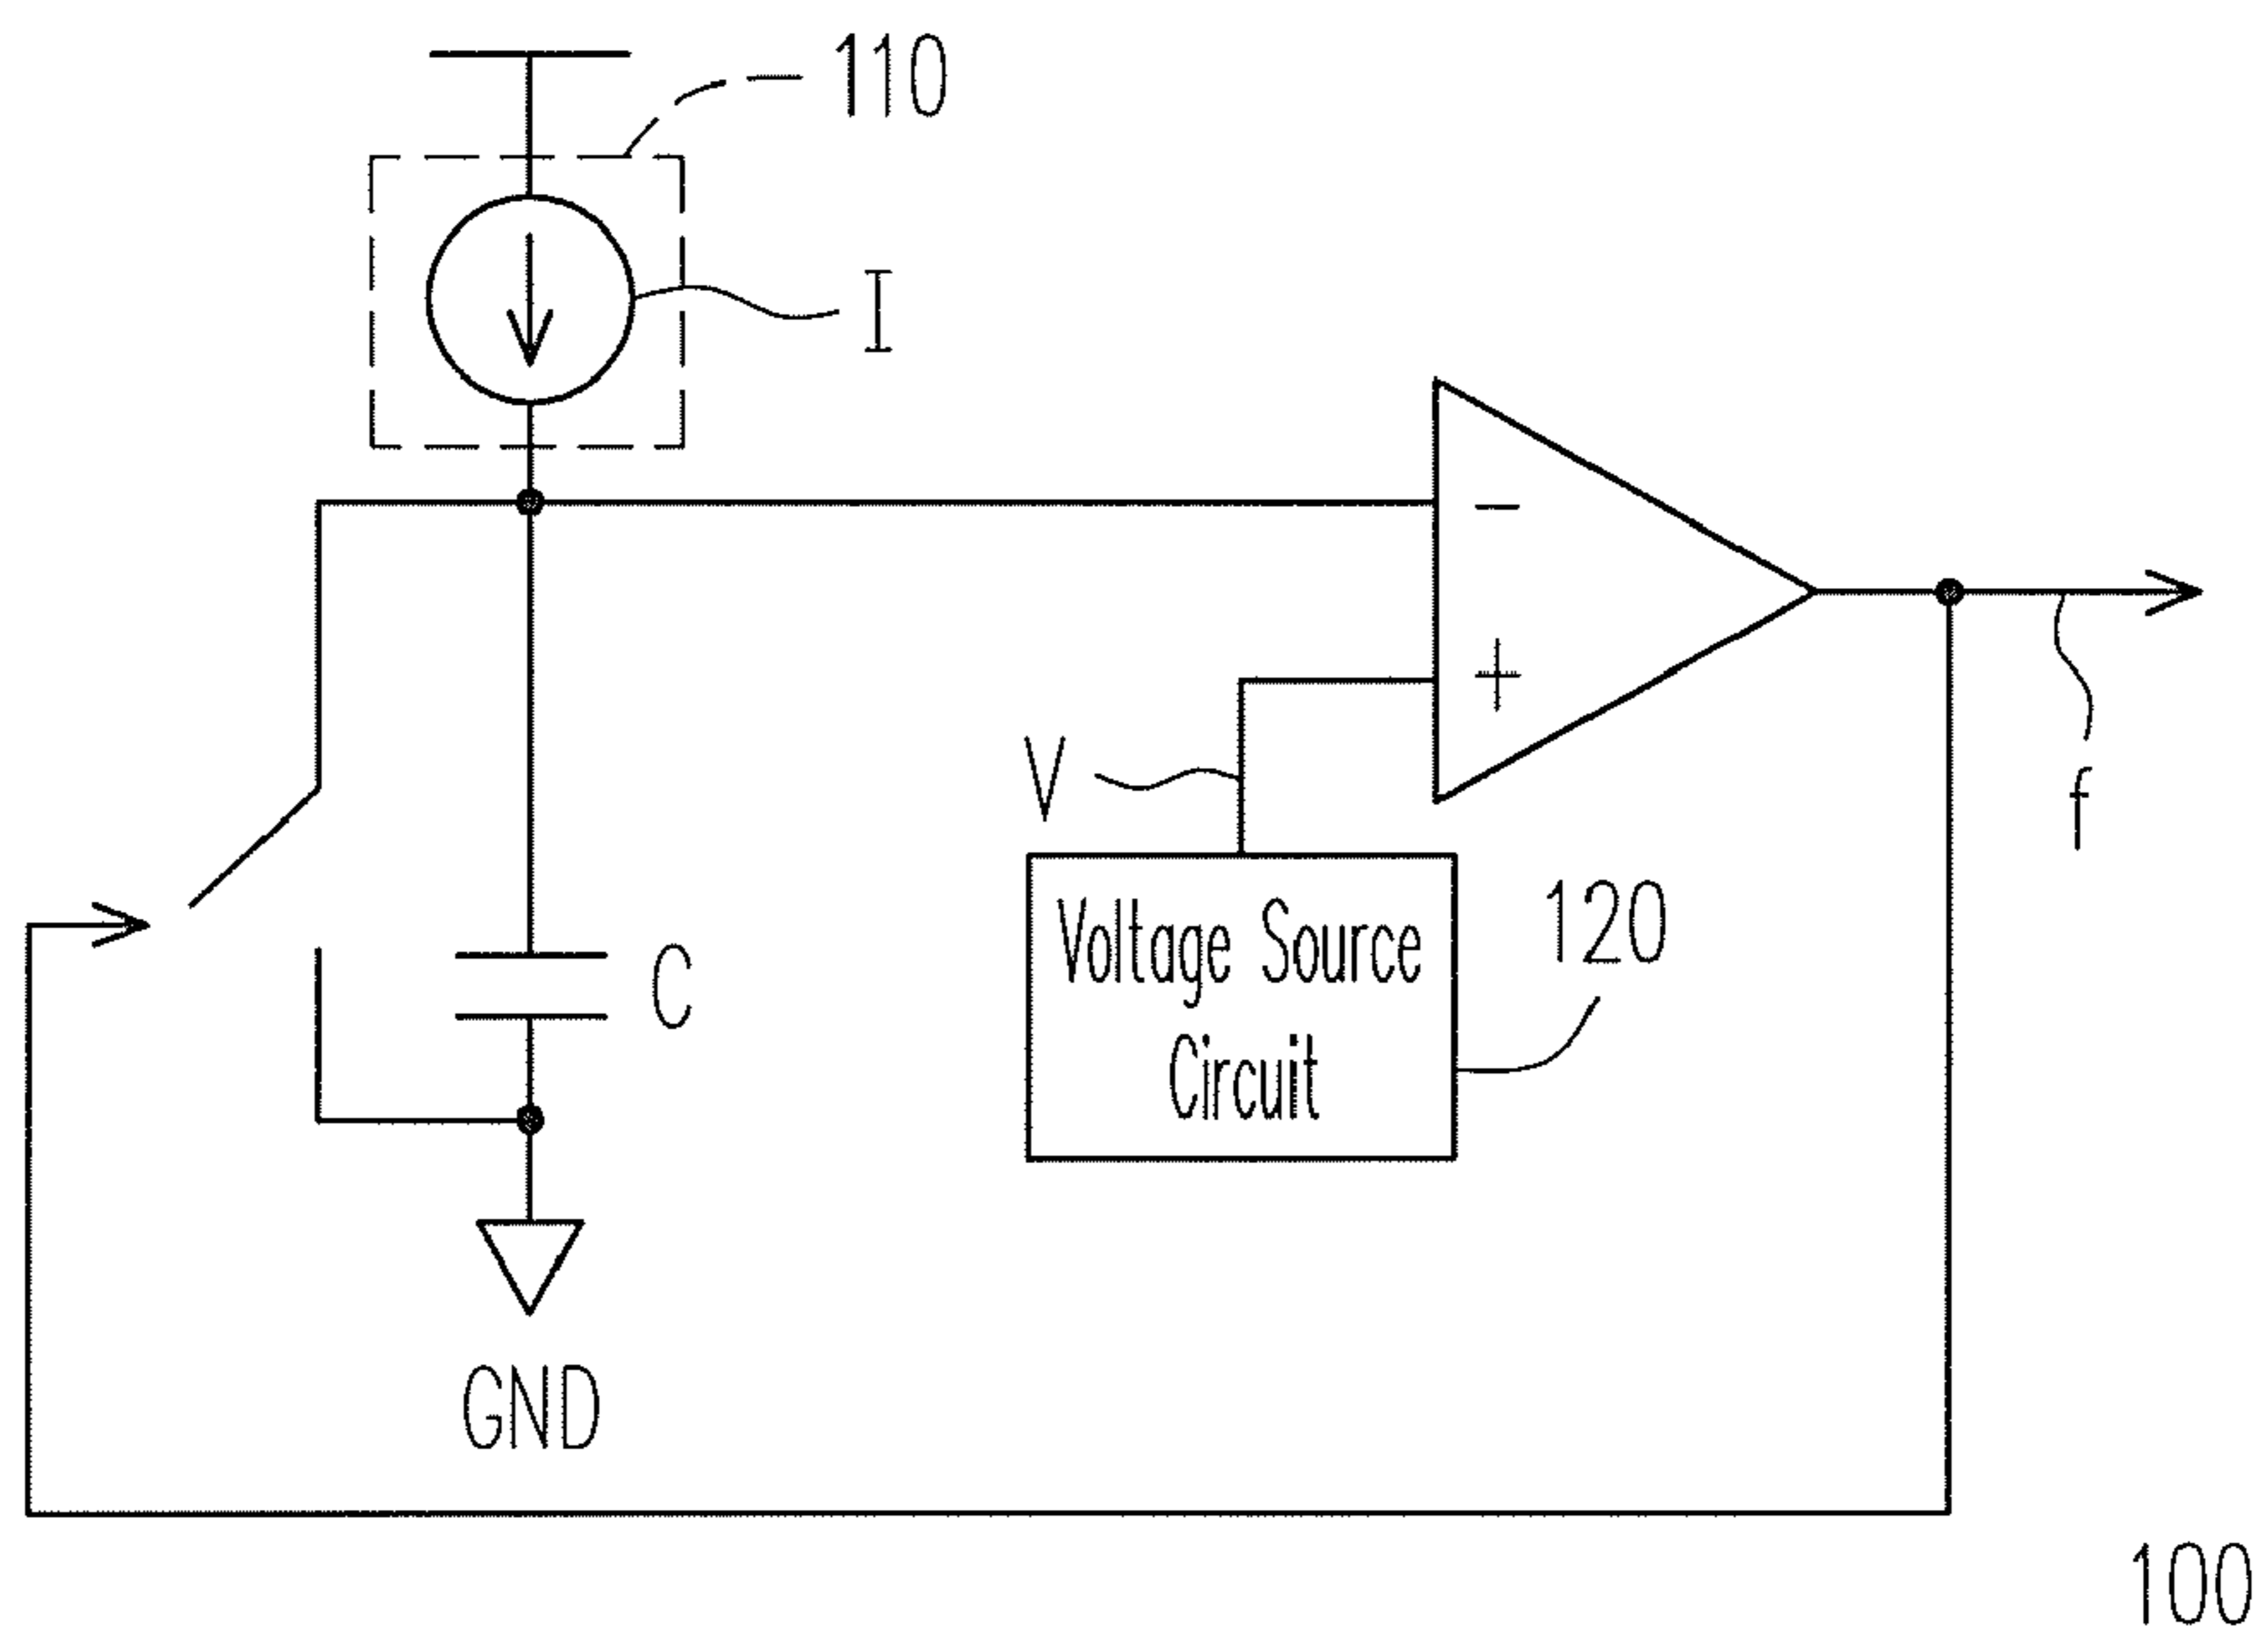 110
I
-
+
V
f
Voltage Source
Circuit
120
C
GND
100